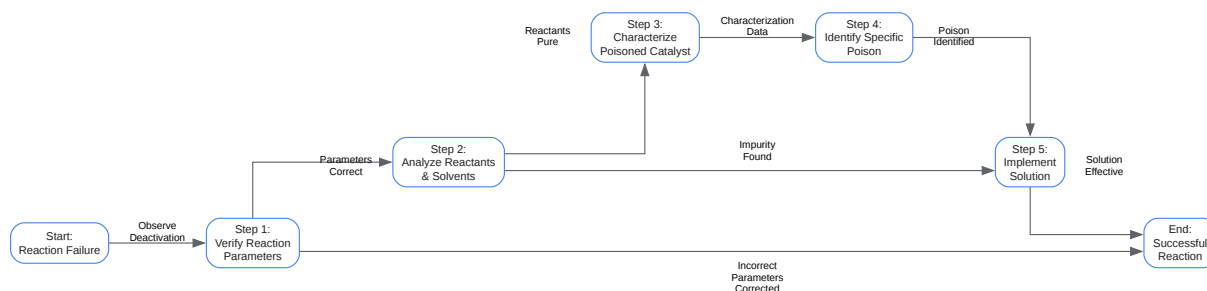 Start:
Reaction Failure
Observe
Deactivation
Step 1:
Verify Reaction
Parameters
Parameters
Correct
Step 2:
Analyze Reactants
& Solvents
Reactants
Pure
Step 3:
Characterize
Poisoned Catalyst
Characterization
Data
Step 4:
Identify Specific
Poison
Poison
Identified
Impurity
Found
Step 5:
Implement
Solution
Solution
Effective
Incorrect
Parameters
Corrected
End:
Successful
Reaction